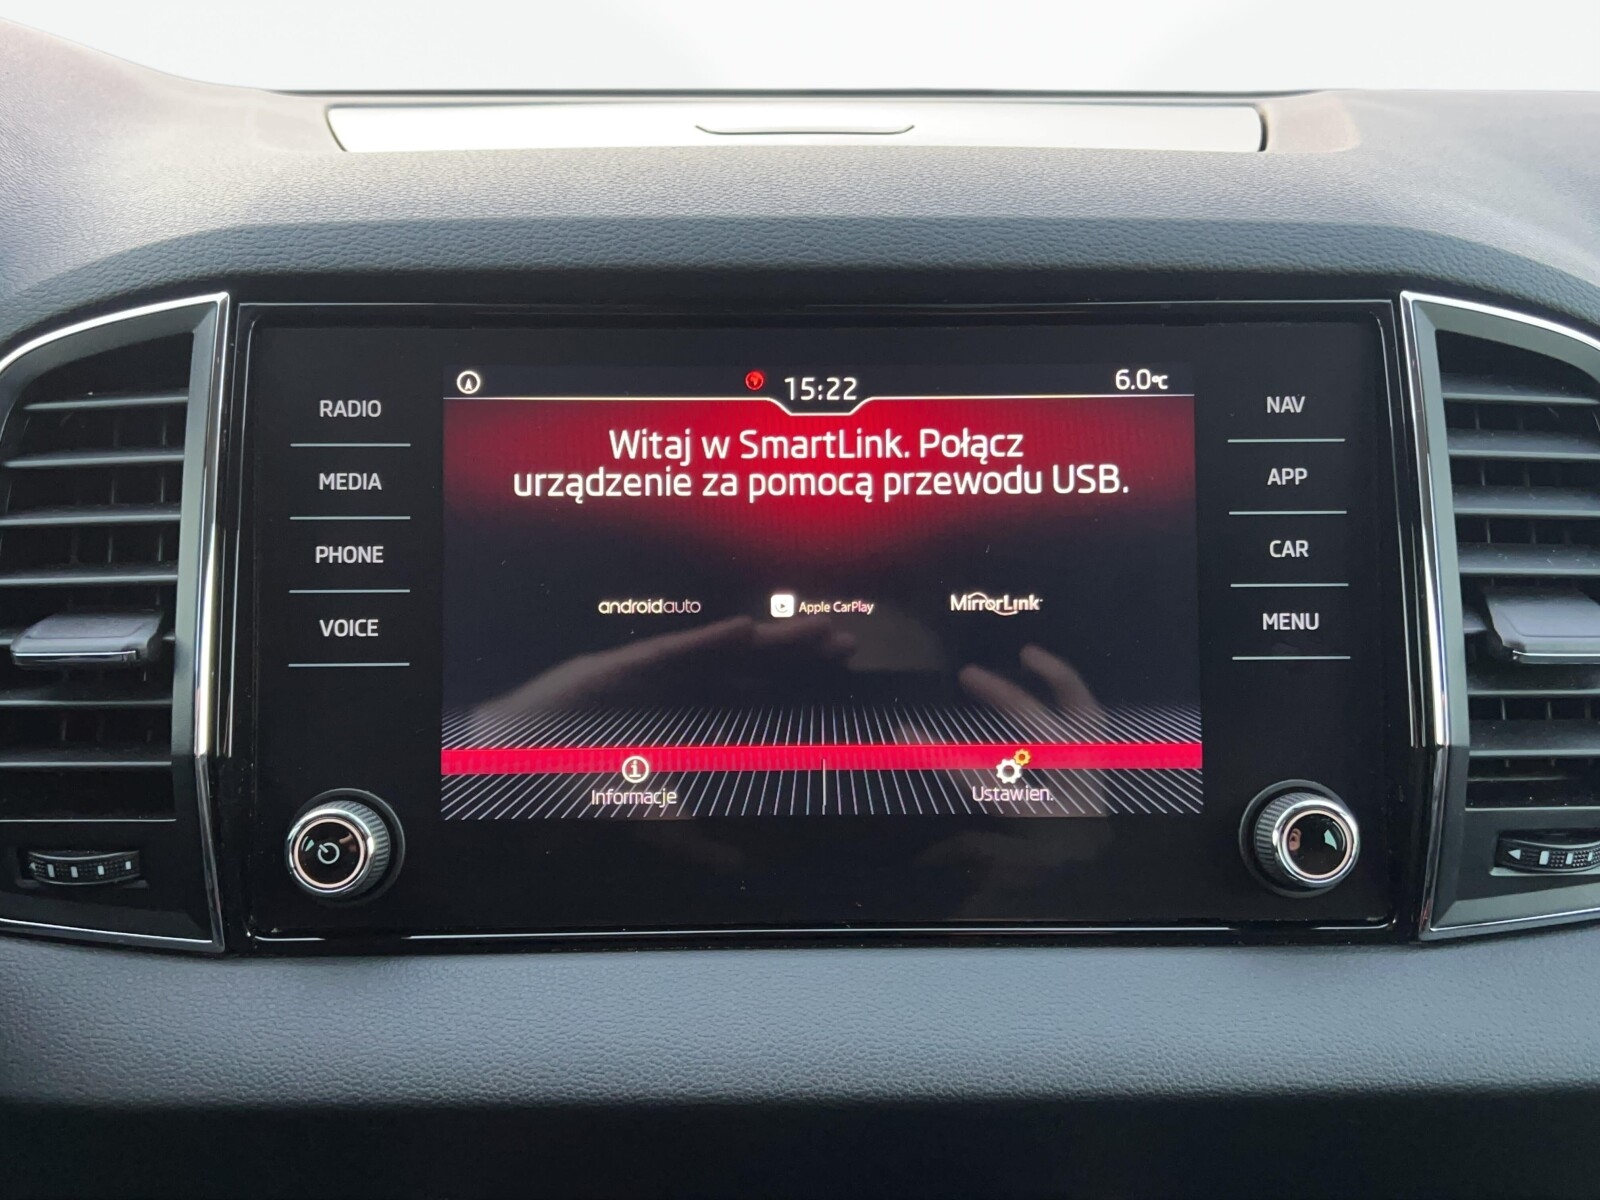 15:22
6.0°C
RADIO
MEDIA
PHONE
VOICE
Witaj w SmartLink. Połącz
urządzenie za pomocą przewodu USB.
androidauto
Apple CarPlay
MirrorLink
Informacje
Ustawien.
NAV
APP
CAR
MENU